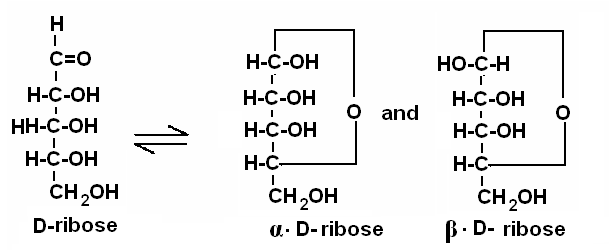 H
C=O
H-C-OH
HH-C-OH
H-C-OH
CH2OH
D-ribose
H-C-OH
H-C-OH
H-C-OH
H-C
O
CH2OH
α· D-ribose
and
HO-C-H
H-C-OH
H-C-OH
H-C
O
CH2OH
β· D- ribose